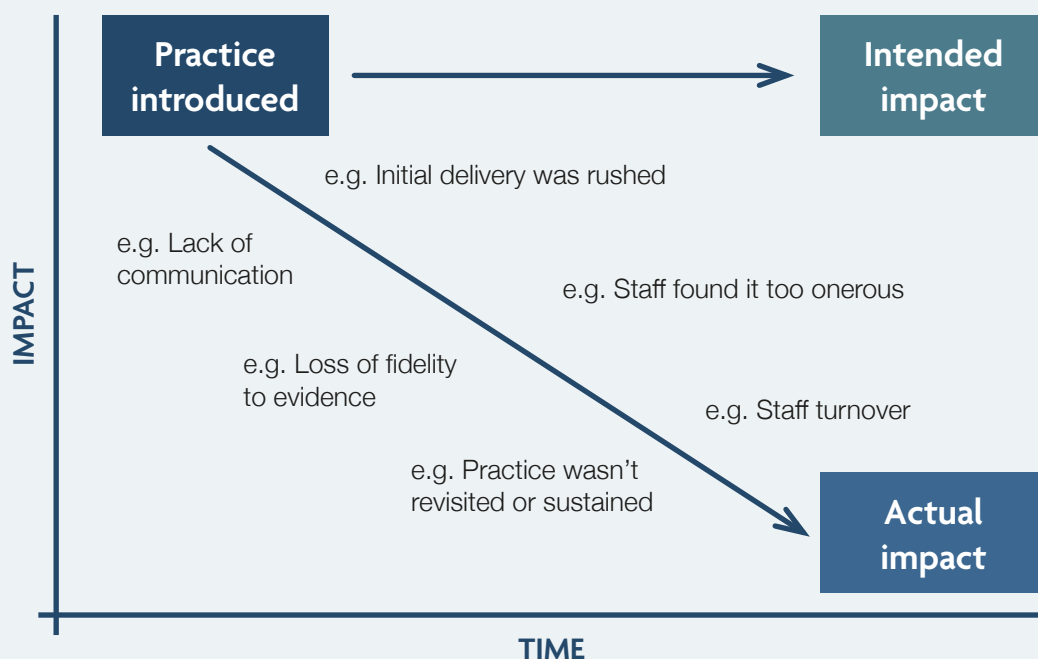 Practice
introduced
Intended
impact
e.g. Initial delivery was rushed
e.g. Lack of
communication
e.g. Staff found it too onerous
e.g. Loss of fidelity
to evidence
e.g. Staff turnover
e.g. Practice wasn’t
revisited or sustained
Actual
impact
IMPACT
TIME